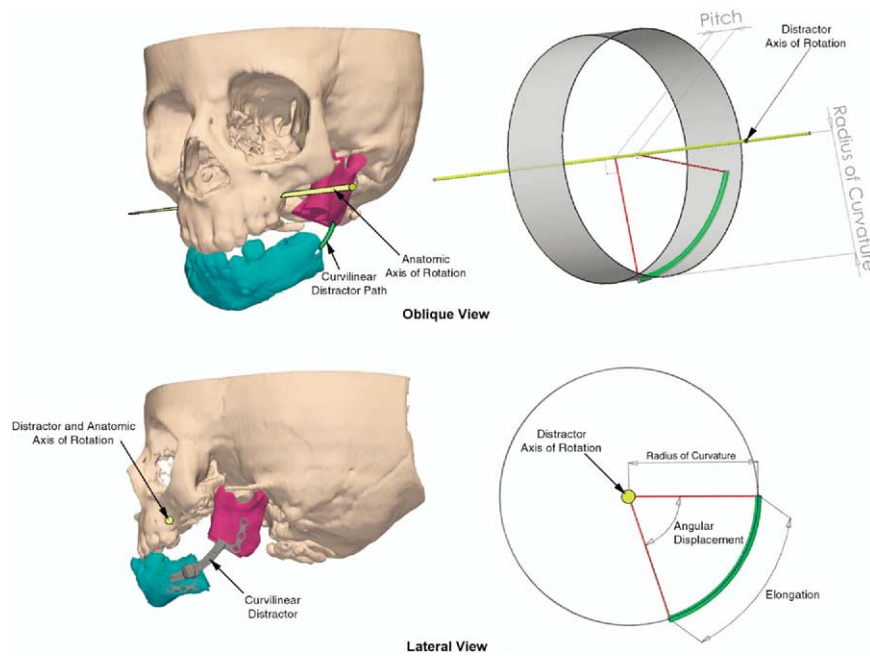 Pitch
Distractor
Axis of Rotation
Radius of Curvature
Anatomic
Axis of Rotation
Curvilinear
Distractor Path
Oblique View
Distractor and Anatomic
Axis of Rotation
Distractor
Axis of Rotation
Radius of Curvature
Angular
Displacement
Elongation
Curvilinear
Distractor
Lateral View